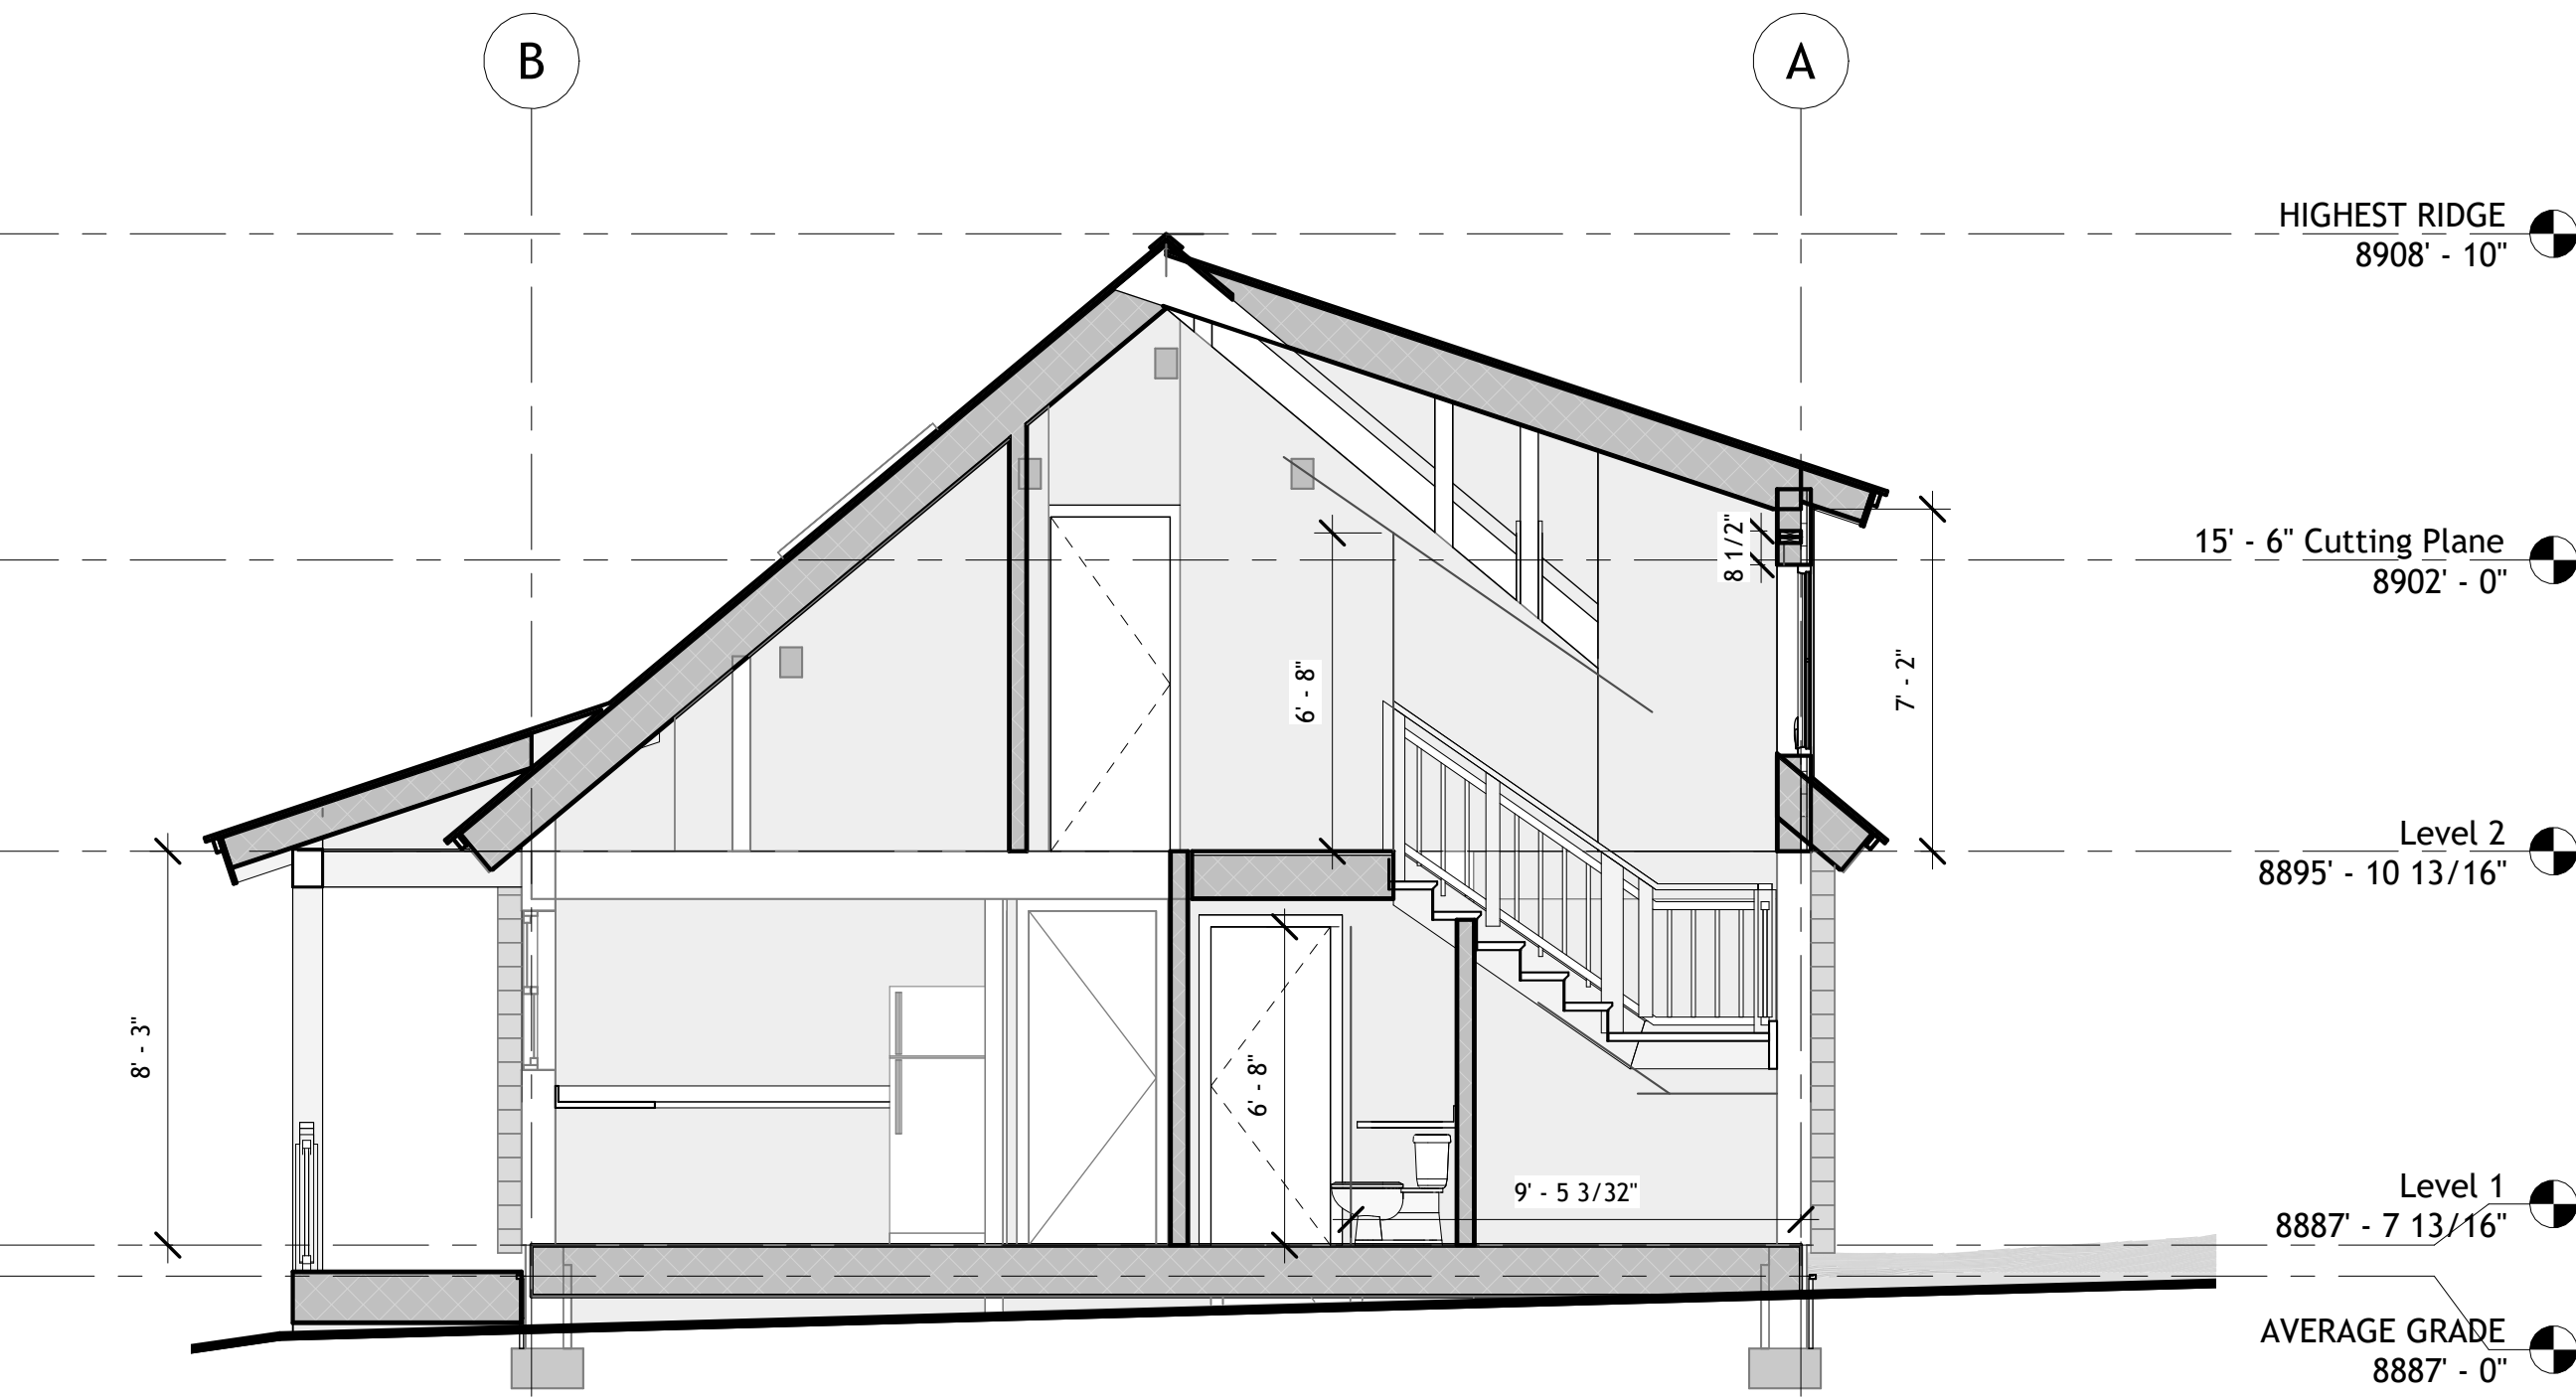 B
A
HIGHEST RIDGE
8908' - 10"
15' - 6" Cutting Plane
8902' - 0"
8 1/2"
6' - 8"
7' - 2"
Level 2
8895' - 10 13/16"
8' - 3"
6' - 8"
9' - 5 3/32"
Level 1
8887' - 7 13/16"
AVERAGE GRADE
8887' - 0"